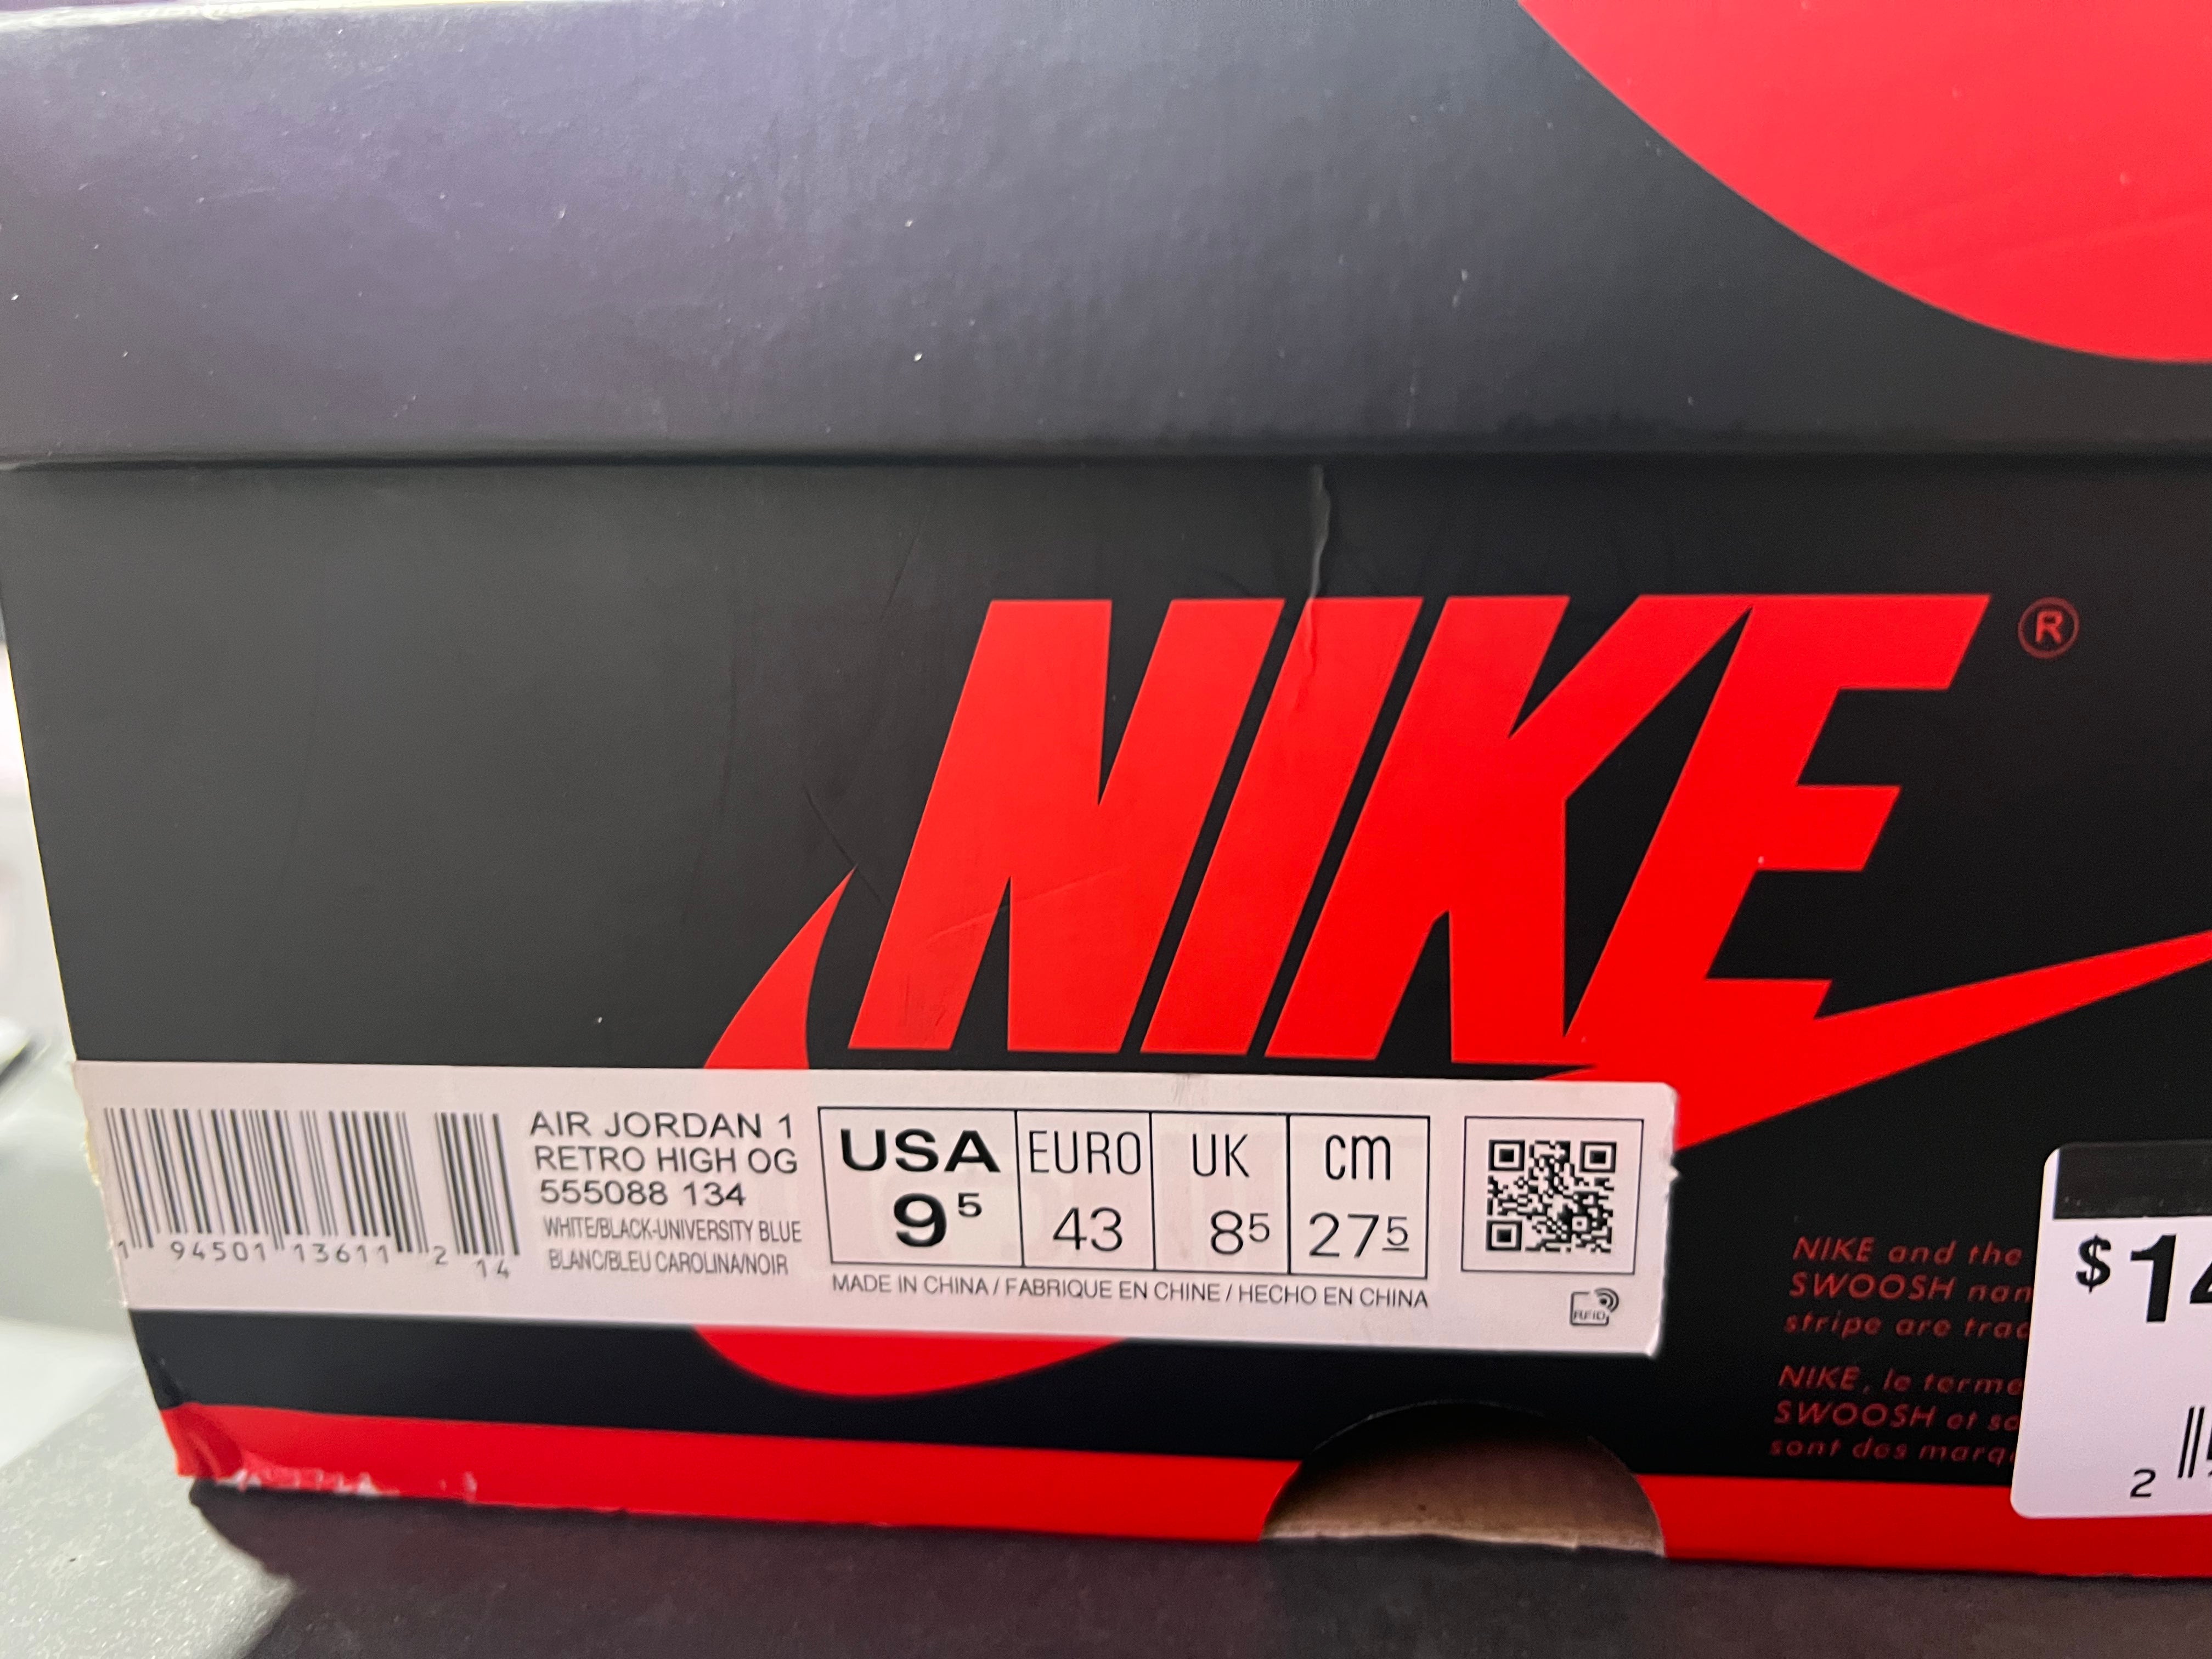 NIKE®
AIR JORDAN 1
RETRO HIGH OG
555088 134
WHITE/BLACK-UNIVERSITY BLUE
BLANC/BLEU CAROLINA/NOIR
1 94501 13611 2 14
USA EURO UK cm
9⁵ 43 8⁵ 27⁵
MADE IN CHINA / FABRIQUE EN CHINE / HECHO EN CHINA
RFID
NIKE and the
SWOOSH
stripe are
NIKE, le terme
SWOOSH et
sont des
$1
2